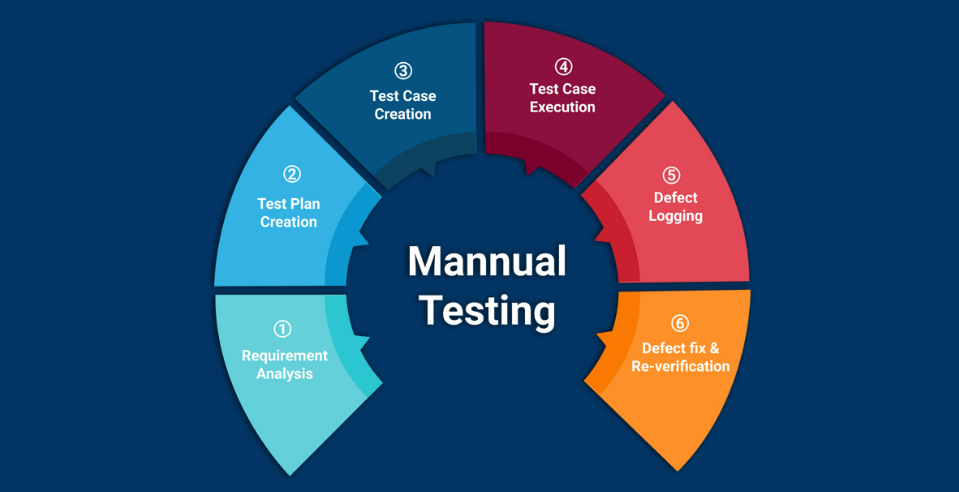 ①
Requirement
Analysis
②
Test Plan
Creation
③
Test Case
Creation
④
Test Case
Execution
⑤
Defect
Logging
⑥
Defect fix &
Re-verification
Mannual
Testing